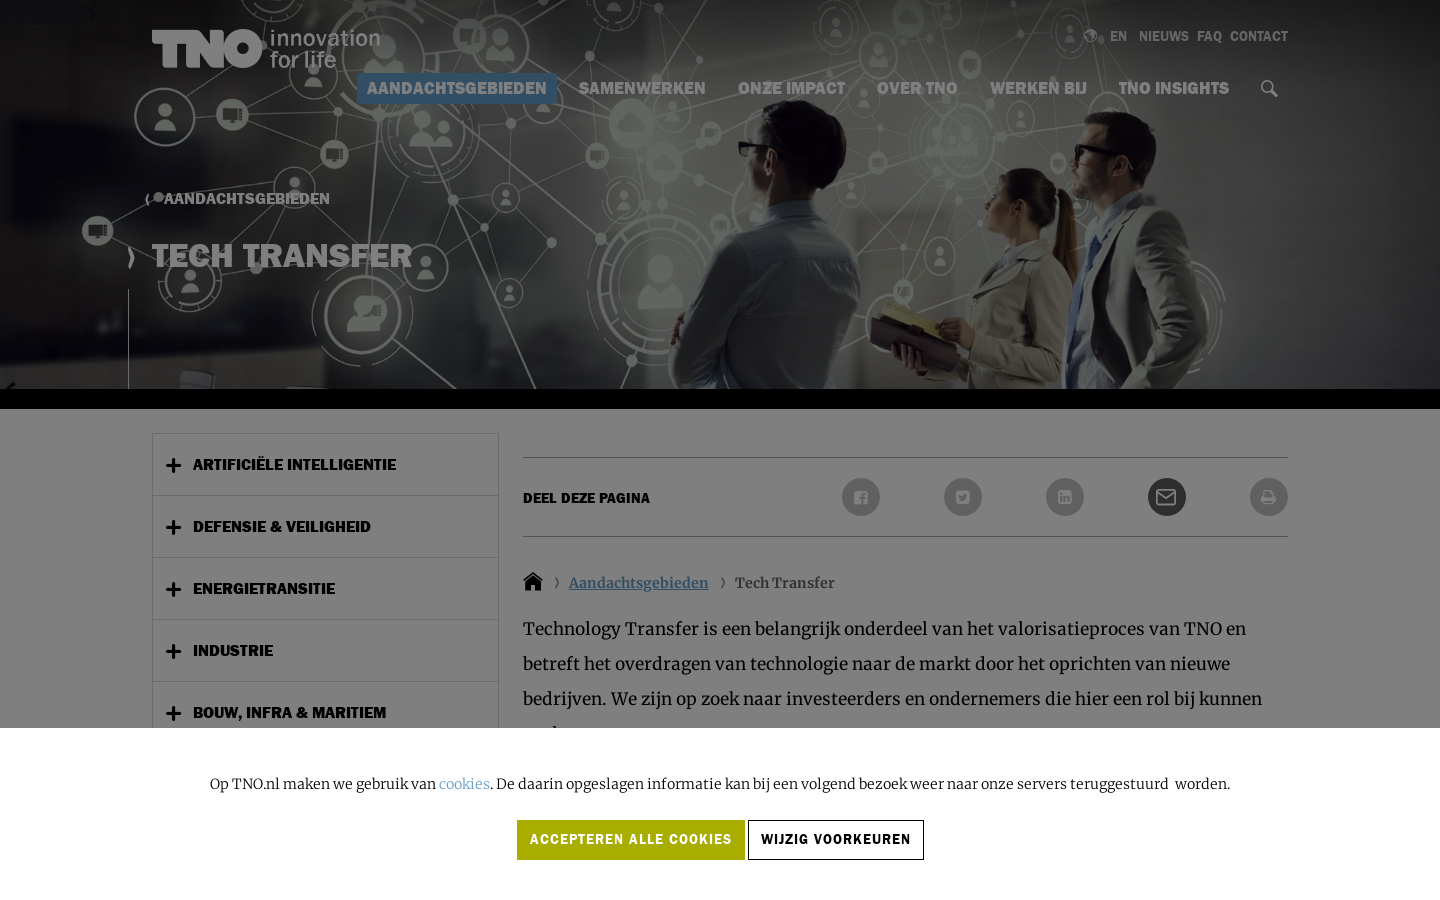 TNO innovation for life
EN NIEUWS FAQ CONTACT
AANDACHTSGEBIEDEN SAMENWERKEN ONZE IMPACT OVER TNO WERKEN BIJ TNO INSIGHTS
AANDACHTSGEBIEDEN
TECH TRANSFER
ARTIFICIËLE INTELLIGENTIE
DEFENSIE & VEILIGHEID
ENERGIETRANSITIE
INDUSTRIE
BOUW, INFRA & MARITIEM
DEEL DEZE PAGINA
Aandachtsgebieden Tech Transfer
Technology Transfer is een belangrijk onderdeel van het valorisatieproces van TNO en
betreft het overdragen van technologie naar de markt door het oprichten van nieuwe
bedrijven. We zijn op zoek naar investeerders en ondernemers die hier een rol bij kunnen
Op TNO.nl maken we gebruik van cookies. De daarin opgeslagen informatie kan bij een volgend bezoek weer naar onze servers teruggestuurd worden.
ACCEPTEREN ALLE COOKIES WIJZIG VOORKEUREN